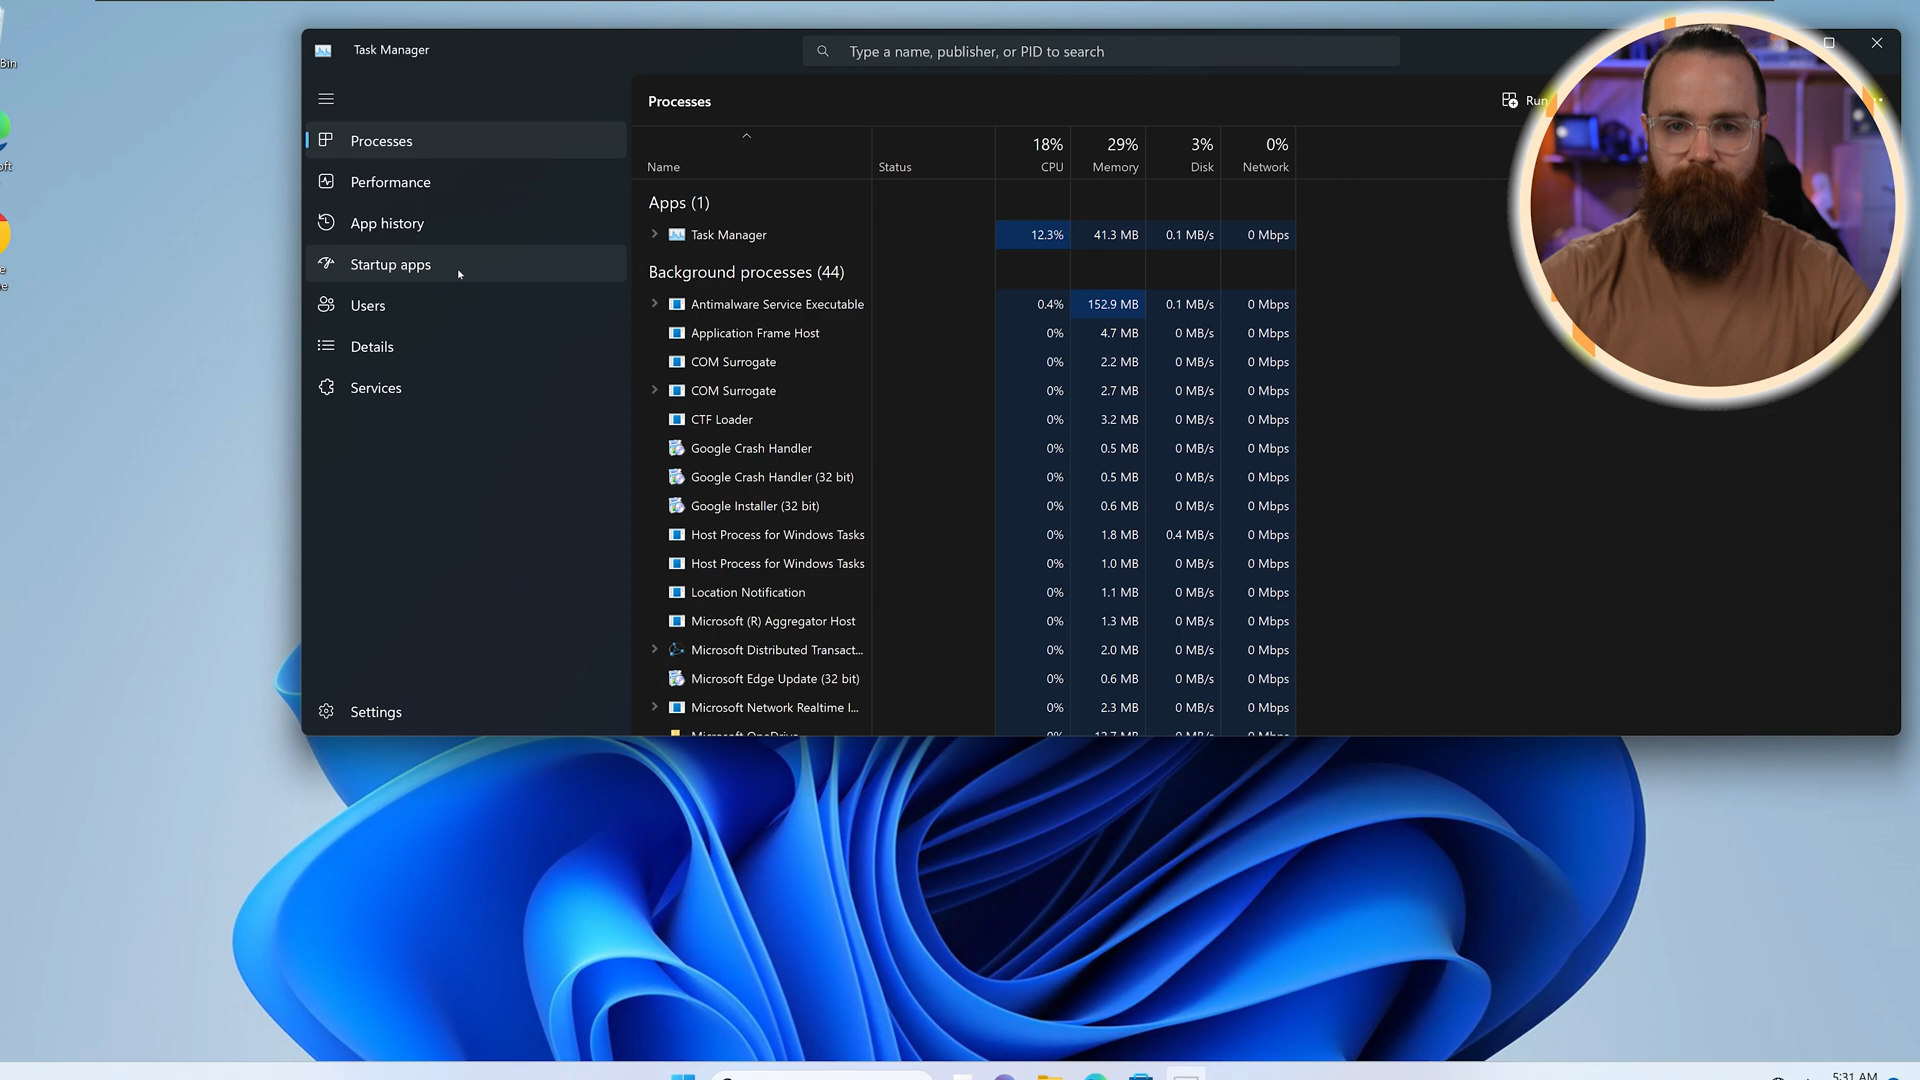 Task Manager
Type a name, publisher, or PID to search
Bin
oft
e
e
Processes
Performance
App history
Startup apps
Users
Details
Services
Settings
Processes
Run
18% 29% 3% 0%
Name Status CPU Memory Disk Network
Apps (1)
Task Manager 12.3% 41.3 MB 0.1 MB/s 0 Mbps
Background processes (44)
Antimalware Service Executable 0.4% 152.9 MB 0.1 MB/s 0 Mbps
Application Frame Host 0% 4.7 MB 0 MB/s 0 Mbps
COM Surrogate 0% 2.2 MB 0 MB/s 0 Mbps
COM Surrogate 0% 2.7 MB 0 MB/s 0 Mbps
CTF Loader 0% 3.2 MB 0 MB/s 0 Mbps
Google Crash Handler 0% 0.5 MB 0 MB/s 0 Mbps
Google Crash Handler (32 bit) 0% 0.5 MB 0 MB/s 0 Mbps
Google Installer (32 bit) 0% 0.6 MB 0 MB/s 0 Mbps
Host Process for Windows Tasks 0% 1.8 MB 0.4 MB/s 0 Mbps
Host Process for Windows Tasks 0% 1.0 MB 0 MB/s 0 Mbps
Location Notification 0% 1.1 MB 0 MB/s 0 Mbps
Microsoft (R) Aggregator Host 0% 1.3 MB 0 MB/s 0 Mbps
Microsoft Distributed Transact... 0% 2.0 MB 0 MB/s 0 Mbps
Microsoft Edge Update (32 bit) 0% 0.6 MB 0 MB/s 0 Mbps
Microsoft Network Realtime I... 0% 2.3 MB 0 MB/s 0 Mbps
Microsoft OneDrive 0% 12.7 MB 0 MB/s 0 Mbps
5:31 AM